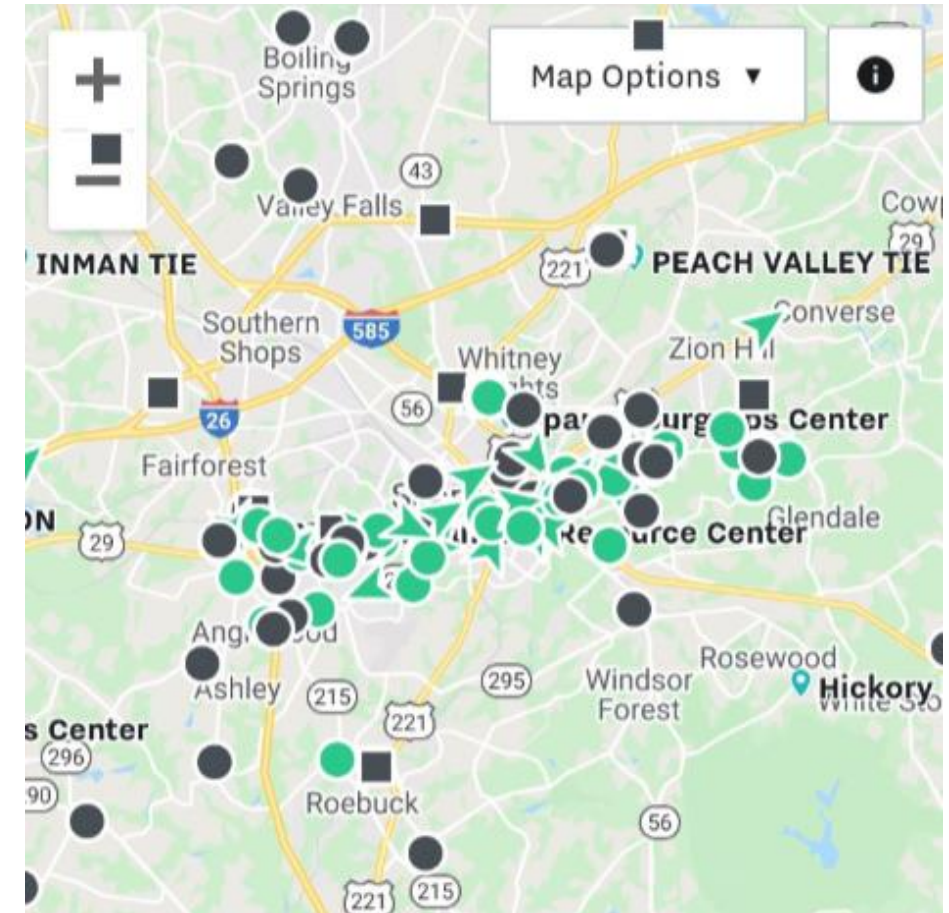 Boiling
Springs
Map Options
43
Valley Falls
29
INMAN TIE
221
PEACH VALLEY TIE
Southern
Shops
585
Converse
Zion Hill
Whitney
56
26
Center
Fairforest
ON
29
Glendale
Resource Center
Ashley
215
295
Windsor
Forest
Rosewood
Hickory
221
s Center
296
90
Roebuck
56
221
215